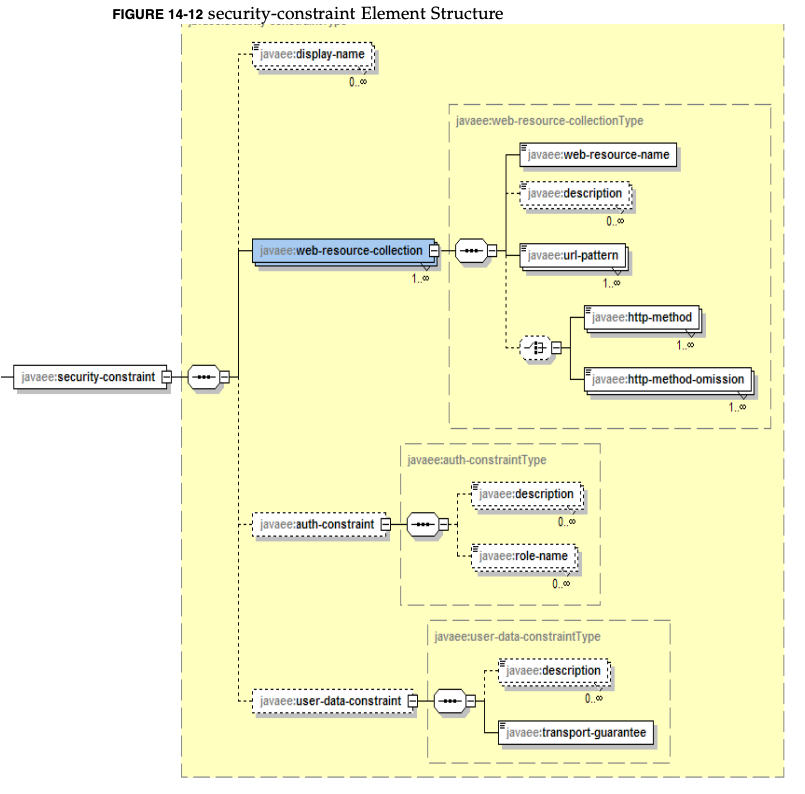 FIGURE 14-12 security-constraint Element Structure
javaee:security-constraintType
javaee:display-name
0..∞
javaee:web-resource-collectionType
javaee:web-resource-name
javaee:description
0..∞
javaee:web-resource-collection
1..∞
javaee:url-pattern
1..∞
javaee:http-method
1..∞
javaee:http-method-omission
1..∞
javaee:security-constraint
javaee:auth-constraintType
javaee:description
0..∞
javaee:auth-constraint
javaee:role-name
0..∞
javaee:user-data-constraintType
javaee:description
0..∞
javaee:user-data-constraint
javaee:transport-guarantee